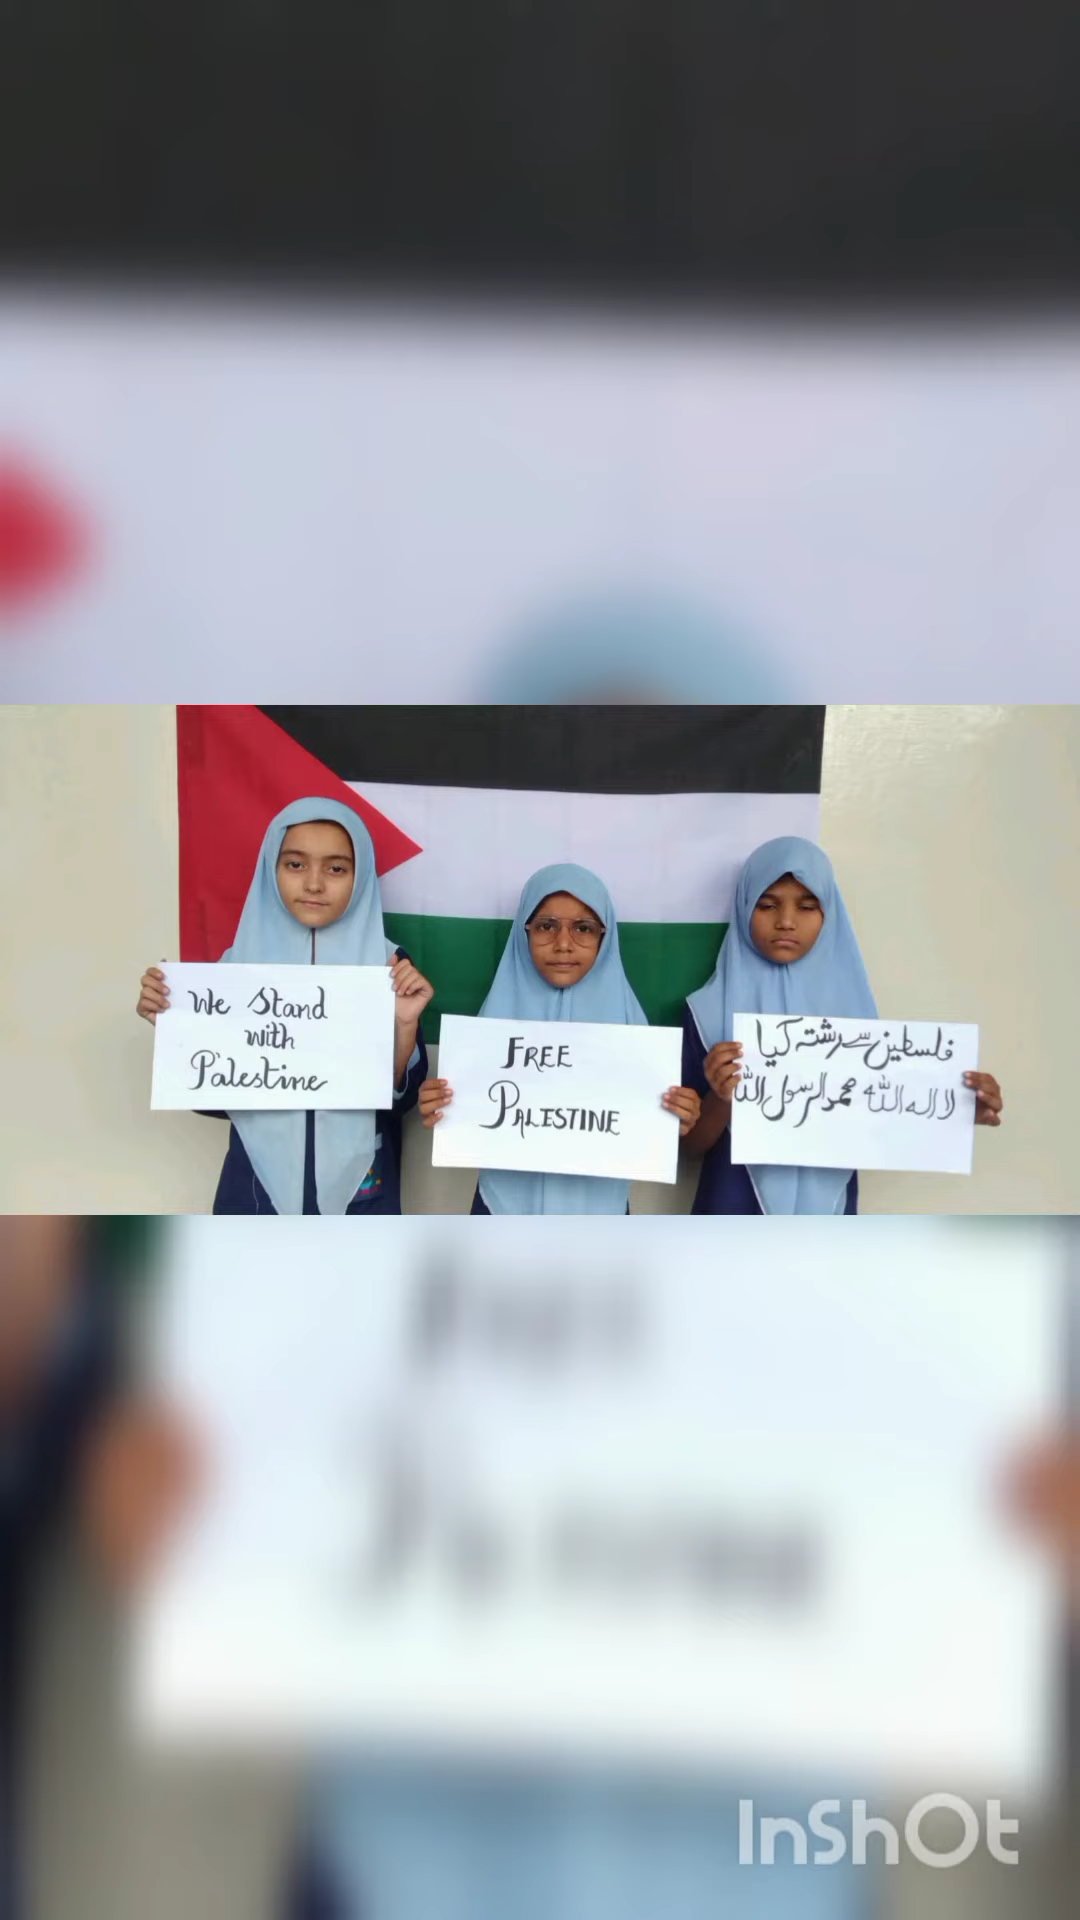 We Stand
with
Palestine
FREE
PALESTINE
فلسطین سے رشتہ کیا
لا الہ الا اللہ محمد الرسول اللہ
InShOt